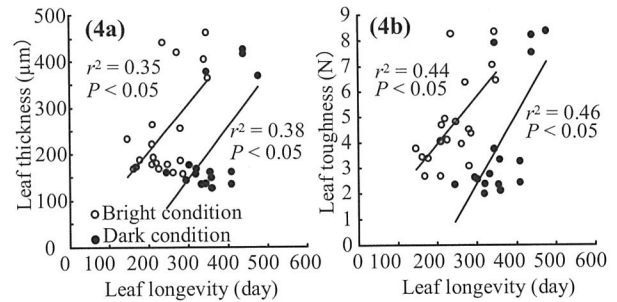 (4a)
500
400
300
200
100
0
Leaf thickness (μm)
r² = 0.35
P < 0.05
r² = 0.38
P < 0.05
Bright condition
Dark condition
0 100 200 300 400 500 600
Leaf longevity (day)
(4b)
9
8
7
6
5
4
3
2
1
0
Leaf toughness (N)
r² = 0.44
P < 0.05
r² = 0.46
P < 0.05
0 100 200 300 400 500 600
Leaf longevity (day)